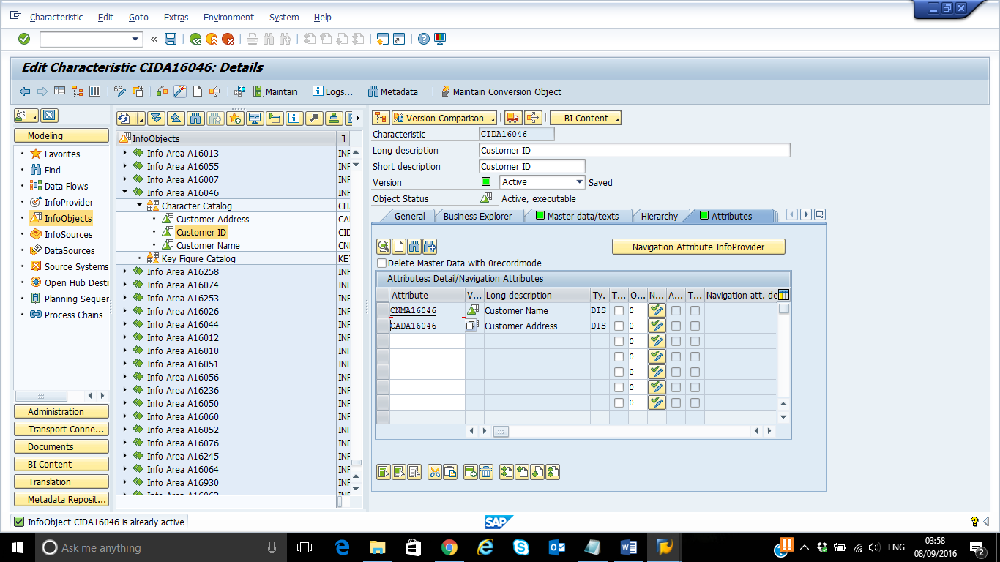 Characteristic Edit Goto Extras Environment System Help
Edit Characteristic CIDA16046: Details
Maintain Logs... Metadata Maintain Conversion Object
Modeling
Favorites
Find
Data Flows
InfoProvider
InfoObjects
InfoSources
DataSources
Source Systems
Open Hub Desti
Planning Sequer
Process Chains
Administration
Transport Conne...
Documents
BI Content
Translation
Metadata Reposit...
InfoObjects T
Info Area A16013 INF
Info Area A16055 INF
Info Area A16007 INF
Info Area A16046 INF
Character Catalog CH
Customer Address CA
Customer ID CID
Customer Name CN
Key Figure Catalog KE
Info Area A16258 INF
Info Area A16074 INF
Info Area A16253 INF
Info Area A16026 INF
Info Area A16044 INF
Info Area A16012 INF
Info Area A16010 INF
Info Area A16051 INF
Info Area A16056 INF
Info Area A16236 INF
Info Area A16050 INF
Info Area A16060 INF
Info Area A16052 INF
Info Area A16076 INF
Info Area A16245 INF
Info Area A16064 INF
Info Area A16930 INF
Version Comparison BI Content
Characteristic CIDA16046
Long description Customer ID
Short description Customer ID
Version Active Saved
Object Status Active, executable
General Business Explorer Master data/texts Hierarchy Attributes
Navigation Attribute InfoProvider
Delete Master Data with 0recordmode
Attributes: Detail/Navigation Attributes
Attribute V... Long description Ty. T... O... N... A... T... Navigation att. de
CNMA16046 Customer Name DIS 0
CADA16046 Customer Address DIS 0
0
0
0
0
0
InfoObject CIDA16046 is already active
SAP
Ask me anything
ENG
03:58
08/09/2016
2